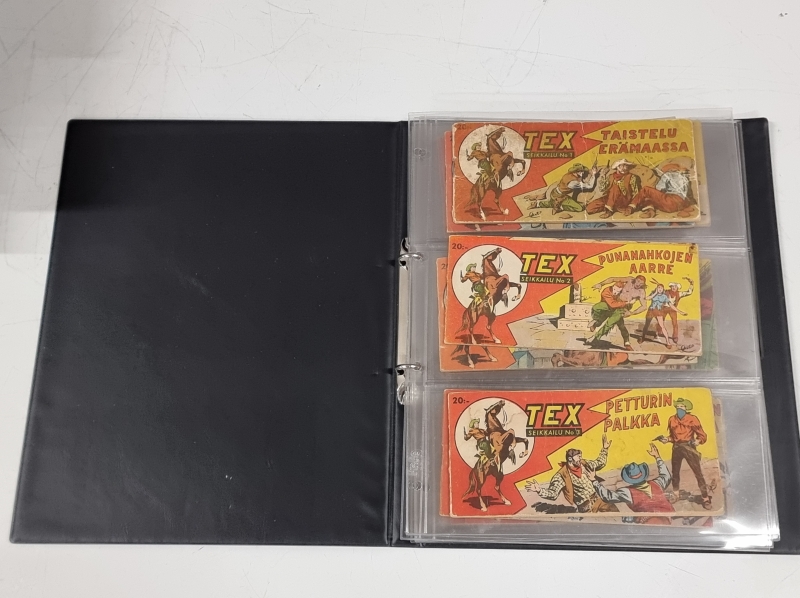 TEX
SEIKKAILU No 1
TAISTELU
ERÄMAASSA
20:-
TEX
SEIKKAILU No 2
PUNANAHKOJEN
AARRE
20:-
TEX
SEIKKAILU No 3
PETTURIN
PALKKA